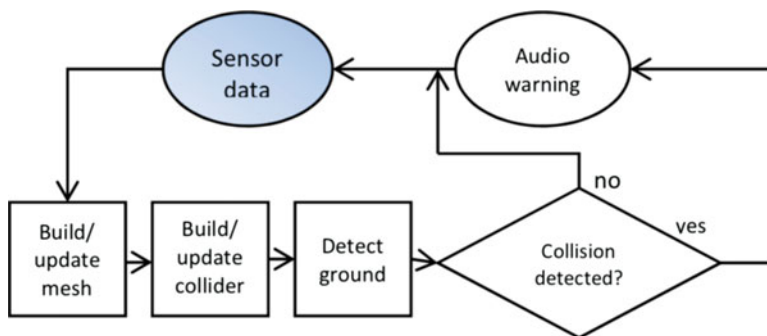 Sensor
data
Audio
warning
no
yes
Build/
update
mesh
Build/
update
collider
Detect
ground
Collision
detected?